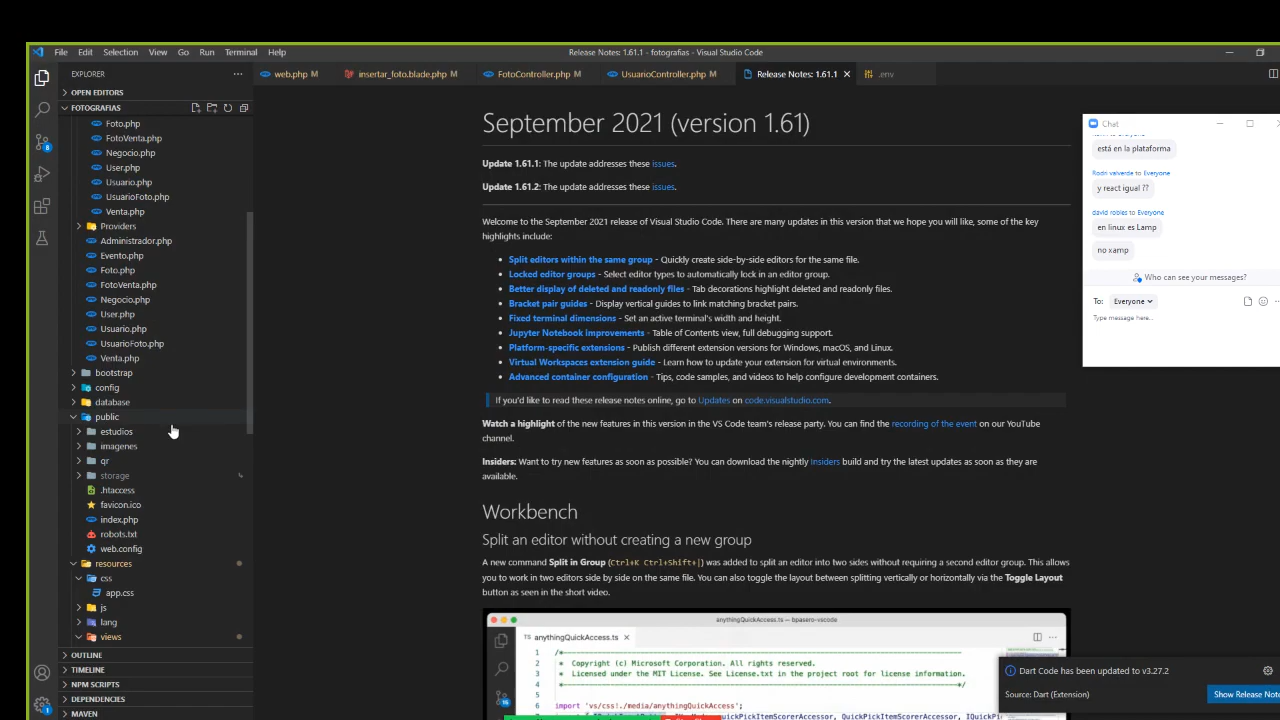 File Edit Selection View Go Run Terminal Help
Release Notes: 1.61.1 - fotografias - Visual Studio Code
EXPLORER
web.php M
insertar_foto.blade.php M
FotoController.php M
UsuarioController.php M
Release Notes: 1.61.1
.env
OPEN EDITORS
FOTOGRAFIAS
Foto.php
FotoVenta.php
Negocio.php
User.php
Usuario.php
UsuarioFoto.php
Venta.php
Providers
Administrador.php
Evento.php
Foto.php
FotoVenta.php
Negocio.php
User.php
Usuario.php
UsuarioFoto.php
Venta.php
bootstrap
config
database
public
estudios
imagenes
qr
storage
.htaccess
favicon.ico
index.php
robots.txt
web.config
resources
css
app.css
js
lang
views
OUTLINE
TIMELINE
NPM SCRIPTS
DEPENDENCIES
MAVEN
September 2021 (version 1.61)
Update 1.61.1: The update addresses these issues.
Update 1.61.2: The update addresses these issues.
Welcome to the September 2021 release of Visual Studio Code. There are many updates in this version that we hope you will like, some of the
key highlights include:
Split editors within the same group - Quickly create side-by-side editors for the same file.
Locked editor groups - Select editor types to automatically lock in an editor group.
Better display of deleted and readonly files - Tab decorations highlight deleted and readonly files.
Bracket pair guides - Display vertical guides to link matching bracket pairs.
Fixed terminal dimensions - Set an active terminal's width and height.
Jupyter Notebook improvements - Table of Contents view, full debugging support.
Platform-specific extensions - Publish different extension versions for Windows, macOS, and Linux.
Virtual Workspaces extension guide - Learn how to update your extension for virtual environments.
Advanced container configuration - Tips, code samples, and videos to help configure development containers.
If you'd like to read these release notes online, go to Updates on code.visualstudio.com.
Watch a highlight of the new features in this version in the VS Code team's release party. You can find the recording of the event on our YouTube
channel.
Insiders: Want to try new features as soon as possible? You can download the nightly Insiders build and try the latest updates as soon as they are
available.
Workbench
Split an editor without creating a new group
A new command Split in Group (Ctrl+K Ctrl+Shift+\) was added to split an editor into two sides without requiring a second editor group. This allows
you to work in two editors side by side on the same file. You can also toggle the layout between splitting vertically or horizontally via the Toggle Layout
button as seen in the short video.
anythingQuickAccess.ts — bpasero-vscode
TS anythingQuickAccess.ts
1 /*---
2 * Copyright (c) Microsoft Corporation. All rights reserved.
3 * Licensed under the MIT License. See License.txt in the project root for license information.
4 *---*/
5
6 import 'vs/css!./media/anythingQuickAccess';
Chat
está en la plataforma
Rodri valverde to Everyone
y react igual ??
david robles to Everyone
en linux es Lamp
no xamp
Who can see your messages?
To: Everyone
Type message here...
Dart Code has been updated to v3.27.2
Source: Dart (Extension)
Show Release Note
8
1